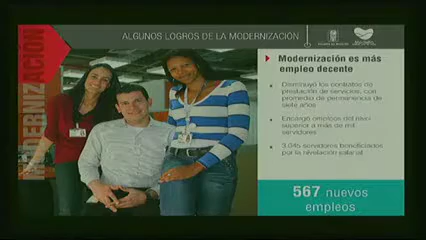 ALGUNOS LOGROS DE LA MODERNIZACIÓN
MODERNIZACIÓN
Modernización es más
empleo decente
Disminuyó los contratos de
prestación de servicios, con
promedio de permanencia de
siete años
Encargó empleos del nivel
superior a más de mil
servidores
3.045 servidores beneficiados
por la nivelación salarial
567 nuevos
empleos